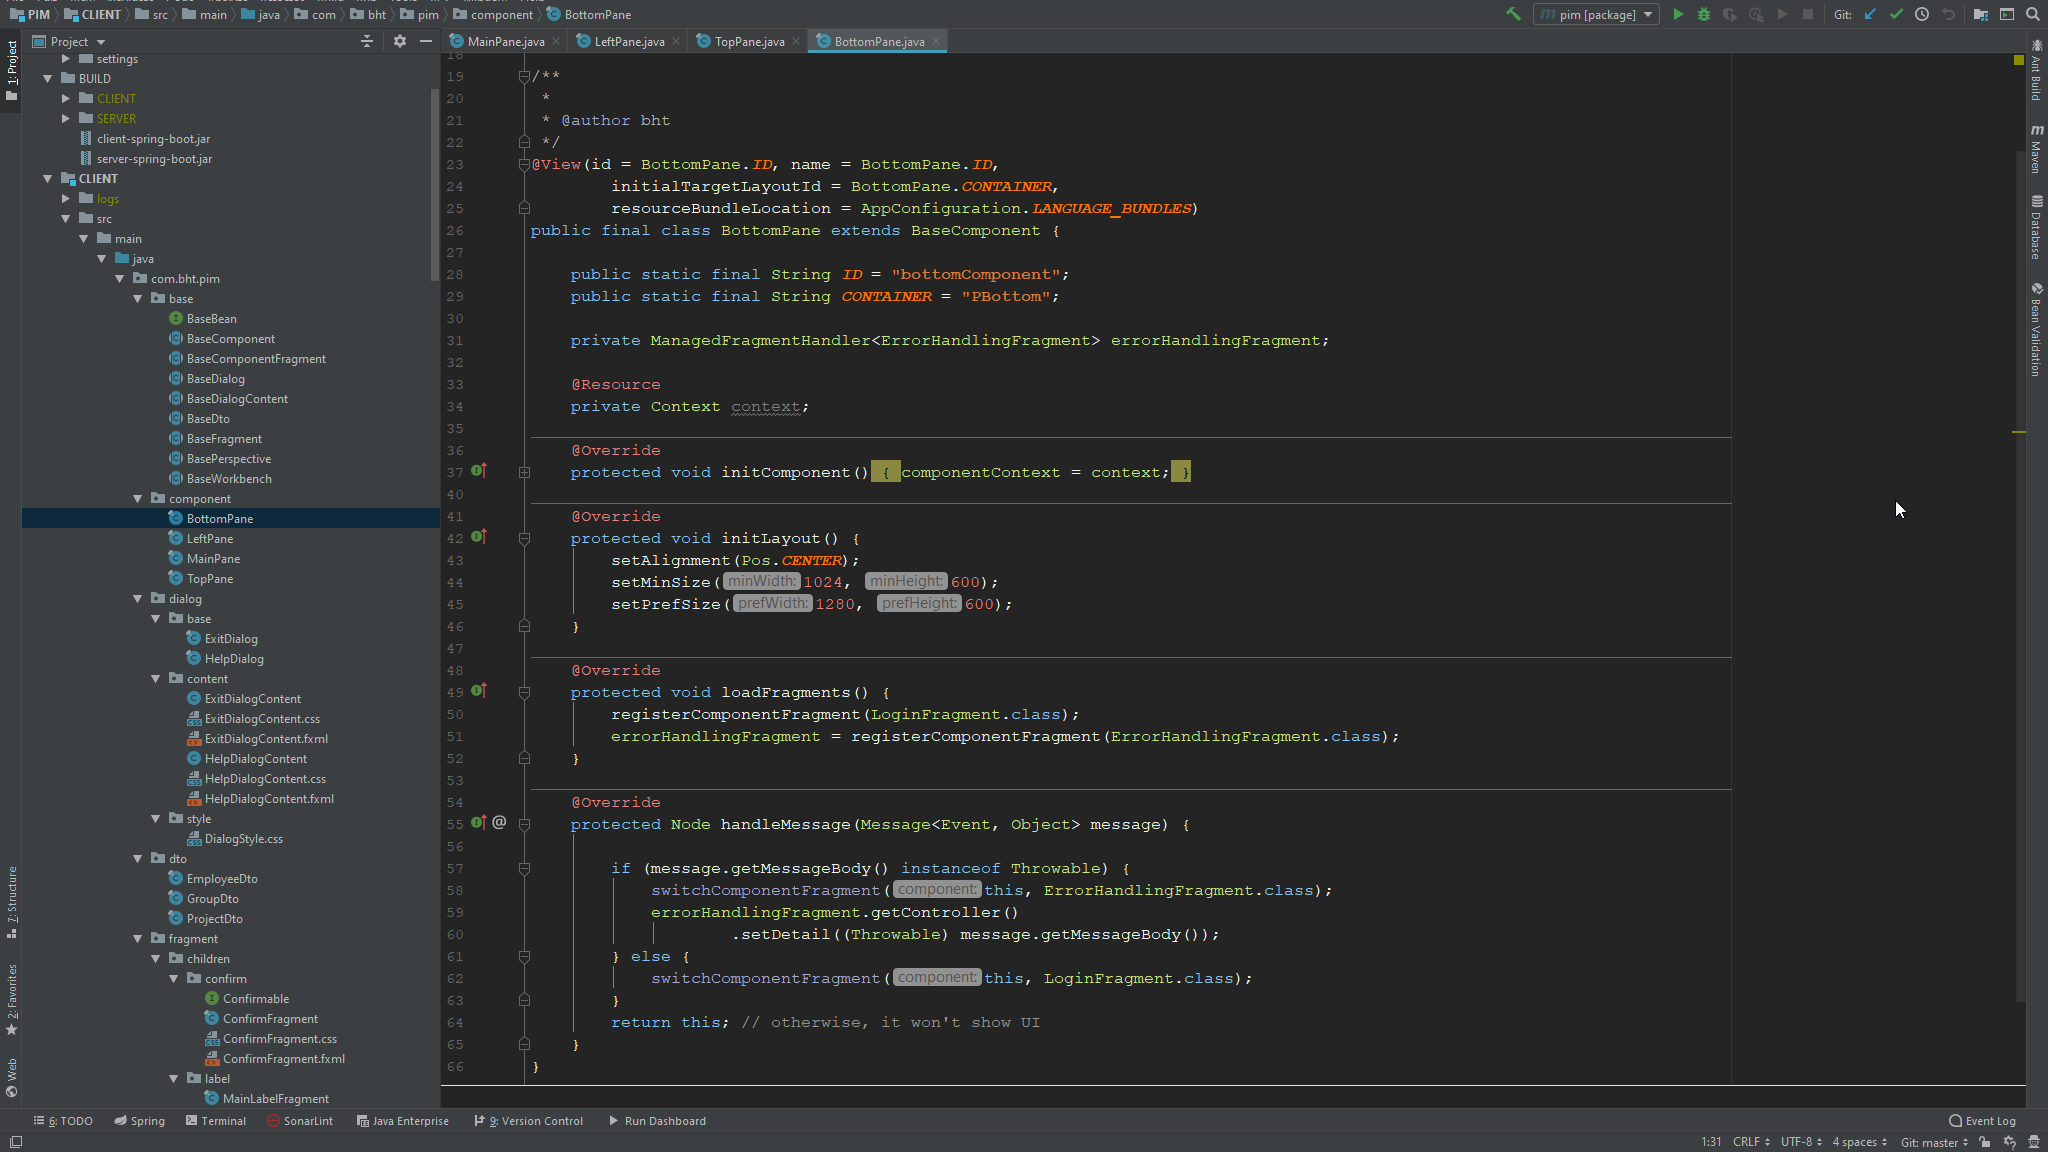 PIM CLIENT src main java com bht pim component BottomPane
pim [package] Git:
Project
MainPane.java LeftPane.java TopPane.java BottomPane.java
1: Project
7: Structure
2: Favorites
Web
settings
BUILD
CLIENT
SERVER
client-spring-boot.jar
server-spring-boot.jar
CLIENT
logs
src
main
java
com.bht.pim
base
BaseBean
BaseComponent
BaseComponentFragment
BaseDialog
BaseDialogContent
BaseDto
BaseFragment
BasePerspective
BaseWorkbench
component
BottomPane
LeftPane
MainPane
TopPane
dialog
base
ExitDialog
HelpDialog
content
ExitDialogContent
ExitDialogContent.css
ExitDialogContent.fxml
HelpDialogContent
HelpDialogContent.css
HelpDialogContent.fxml
style
DialogStyle.css
dto
EmployeeDto
GroupDto
ProjectDto
fragment
children
confirm
Confirmable
ConfirmFragment
ConfirmFragment.css
ConfirmFragment.fxml
label
MainLabelFragment
18
19 /**
20 *
21 * @author bht
22 */
23 @View(id = BottomPane.ID, name = BottomPane.ID,
24 initialTargetLayoutId = BottomPane.CONTAINER,
25 resourceBundleLocation = AppConfiguration.LANGUAGE_BUNDLES)
26 public final class BottomPane extends BaseComponent {
27
28 public static final String ID = "bottomComponent";
29 public static final String CONTAINER = "PBottom";
30
31 private ManagedFragmentHandler<ErrorHandlingFragment> errorHandlingFragment;
32
33 @Resource
34 private Context context;
35
36 @Override
37 protected void initComponent() { componentContext = context; }
40
41 @Override
42 protected void initLayout() {
43 setAlignment(Pos.CENTER);
44 setMinSize( minWidth: 1024, minHeight: 600);
45 setPrefSize( prefWidth: 1280, prefHeight: 600);
46 }
47
48 @Override
49 protected void loadFragments() {
50 registerComponentFragment(LoginFragment.class);
51 errorHandlingFragment = registerComponentFragment(ErrorHandlingFragment.class);
52 }
53
54 @Override
55 @ protected Node handleMessage(Message<Event, Object> message) {
56
57 if (message.getMessageBody() instanceof Throwable) {
58 switchComponentFragment( component: this, ErrorHandlingFragment.class);
59 errorHandlingFragment.getController()
60 .setDetail((Throwable) message.getMessageBody());
61 } else {
62 switchComponentFragment( component: this, LoginFragment.class);
63 }
64 return this; // otherwise, it won't show UI
65 }
66 }
Ant Build
Maven
Database
Bean Validation
6: TODO Spring Terminal SonarLint Java Enterprise 9: Version Control Run Dashboard Event Log
1:31 CRLF UTF-8 4 spaces Git: master